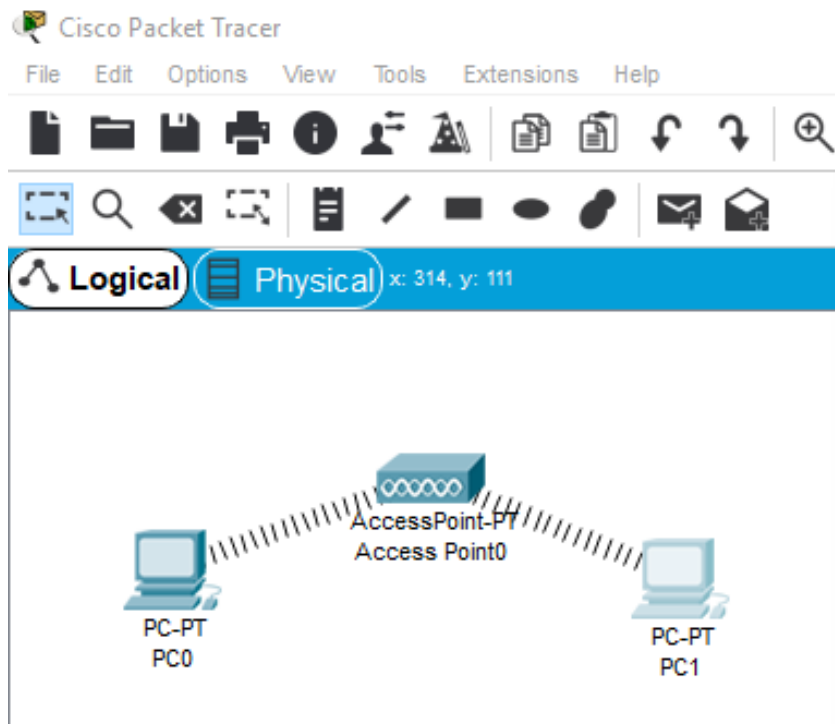 Cisco Packet Tracer
File Edit Options View Tools Extensions Help
Logical Physical x: 314, y: 111
AccessPoint-PT
Access Point0
PC-PT
PC0
PC-PT
PC1